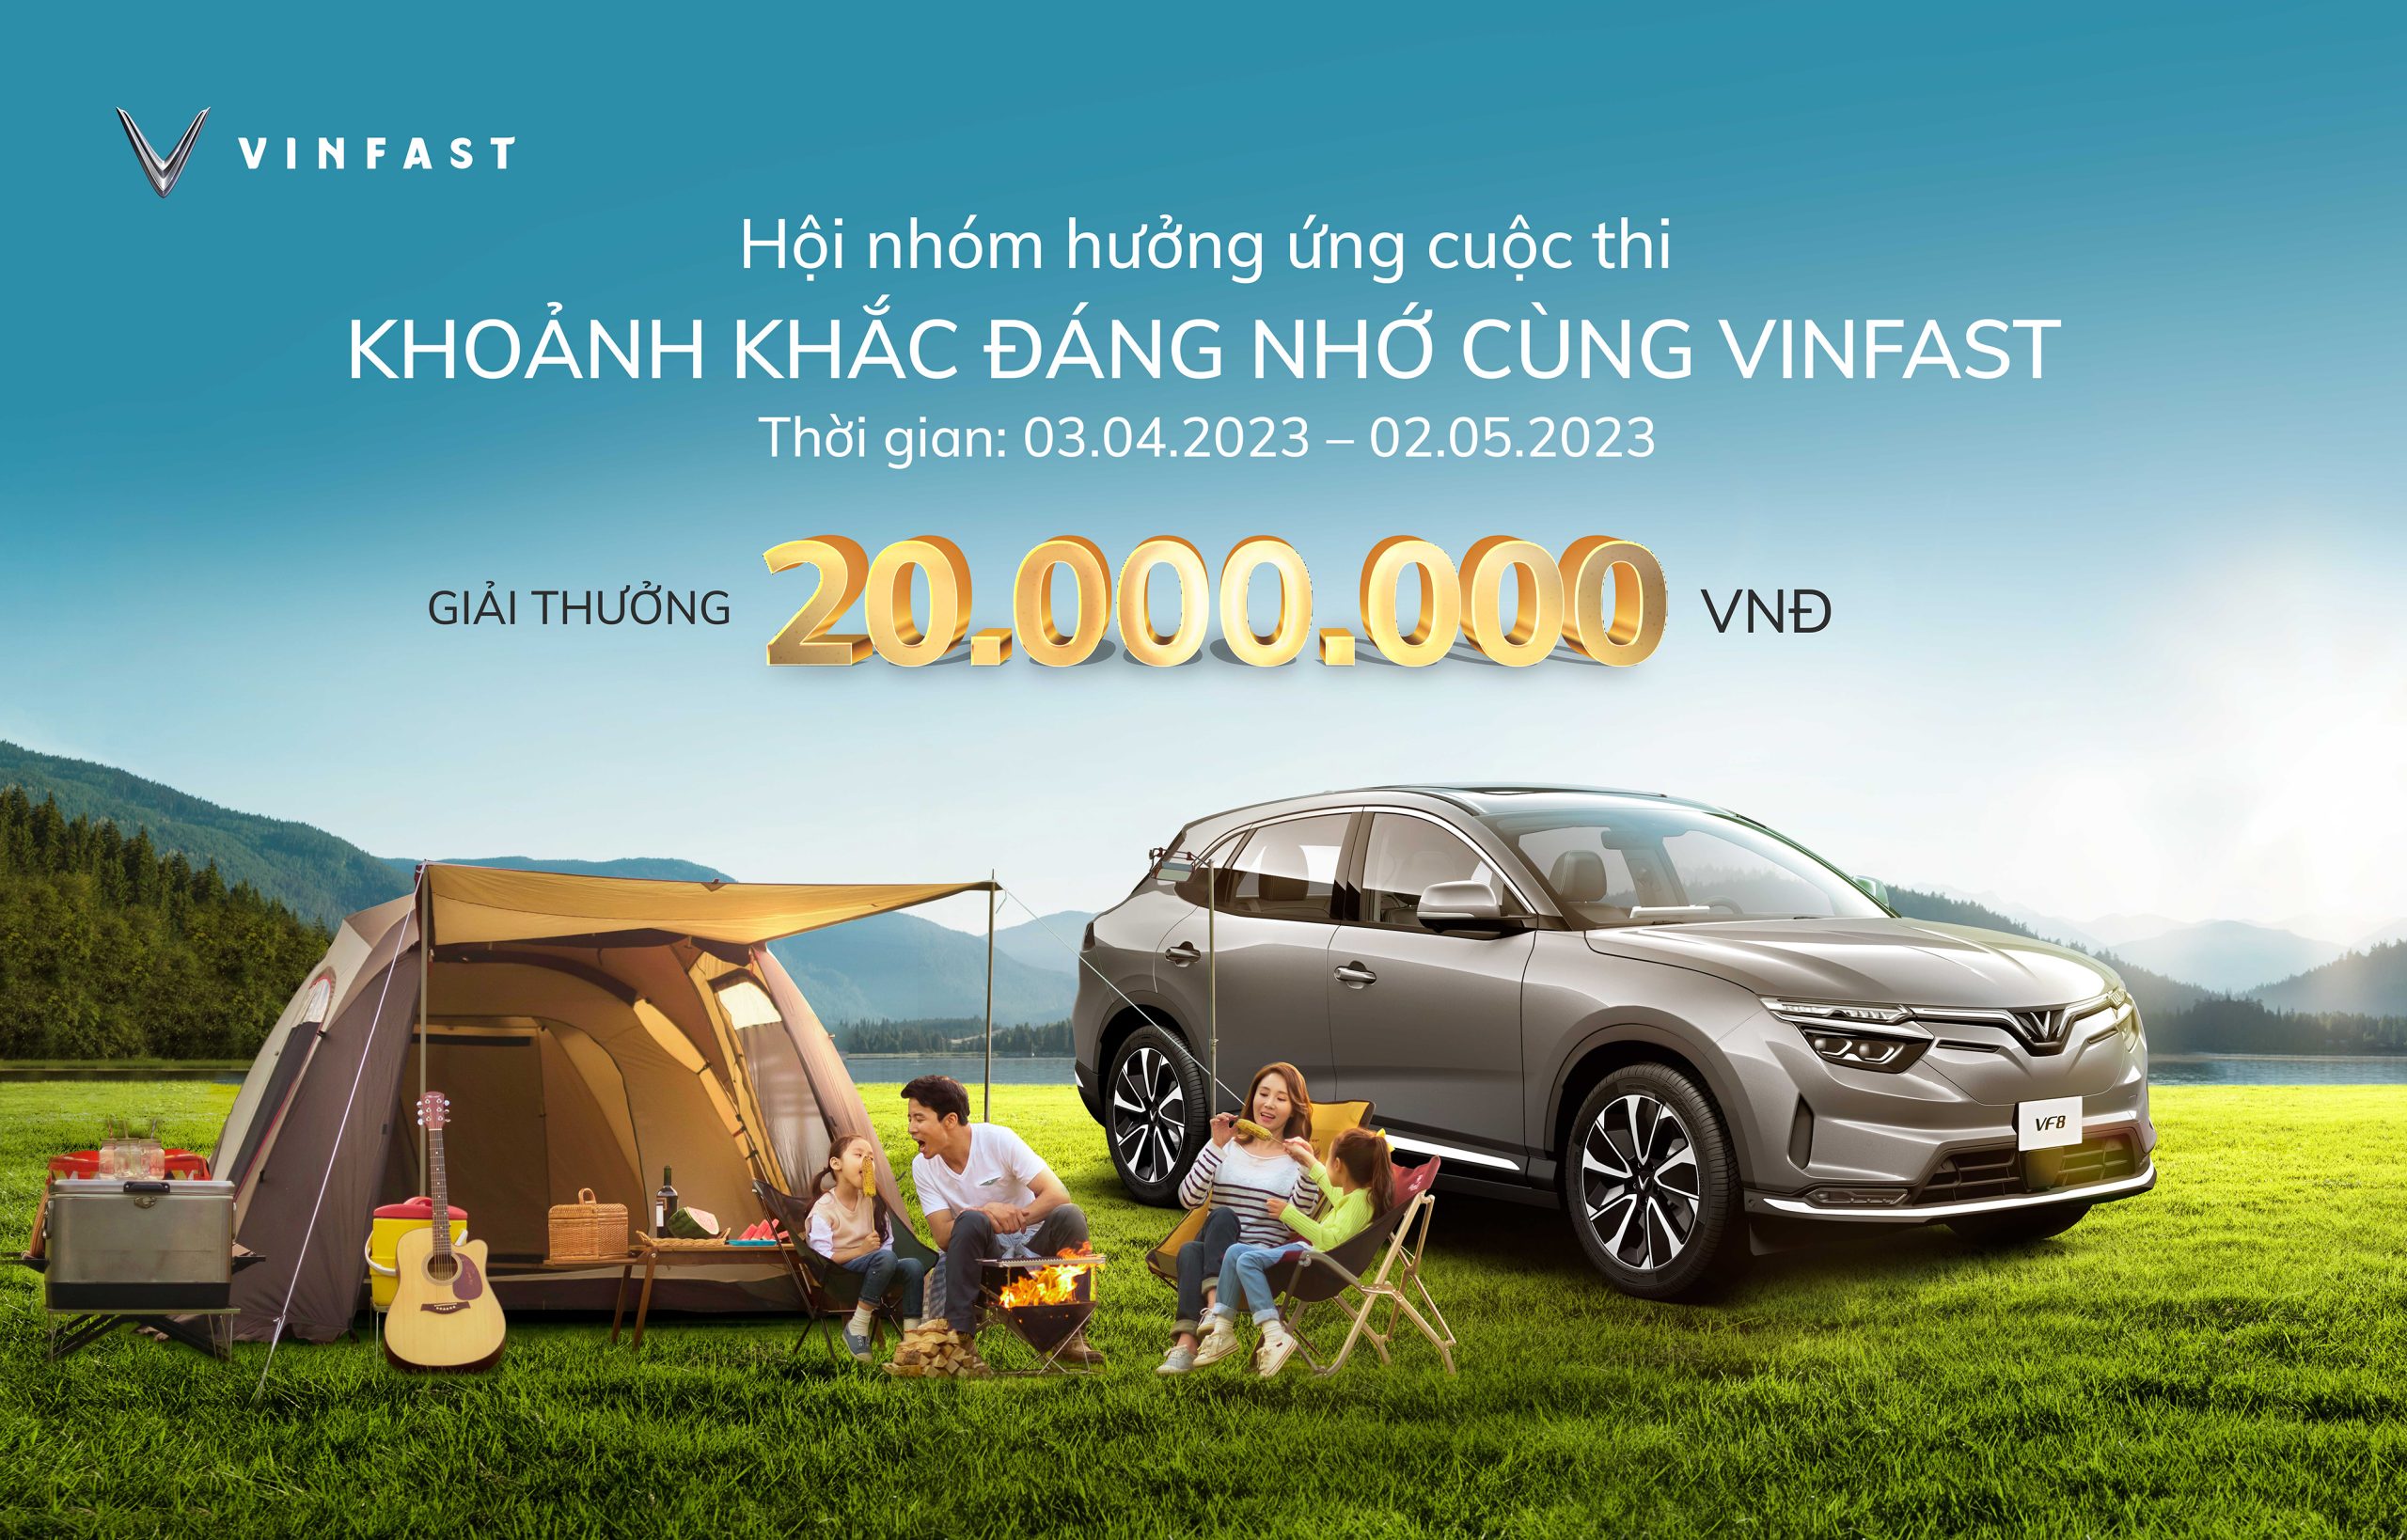 VINFAST
Hội nhóm hưởng ứng cuộc thi
KHOẢNH KHẮC ĐÁNG NHỚ CÙNG VINFAST
Thời gian: 03.04.2023 – 02.05.2023
GIẢI THƯỞNG 20.000.000 VNĐ
VF8